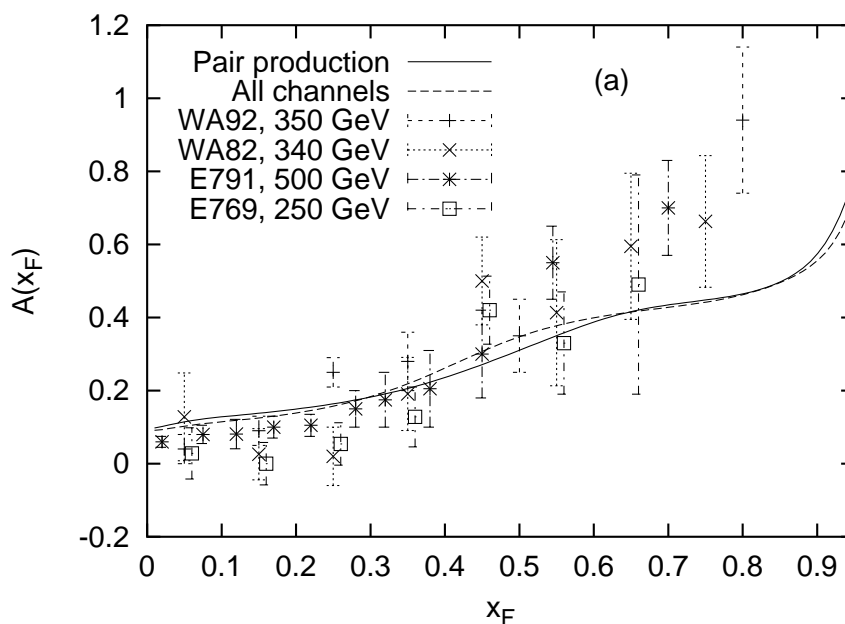 1.2
1
0.8
0.6
0.4
0.2
0
-0.2
A(x_F)
Pair production
All channels
WA92, 350 GeV
WA82, 340 GeV
E791, 500 GeV
E769, 250 GeV
(a)
0 0.1 0.2 0.3 0.4 0.5 0.6 0.7 0.8 0.9
x_F